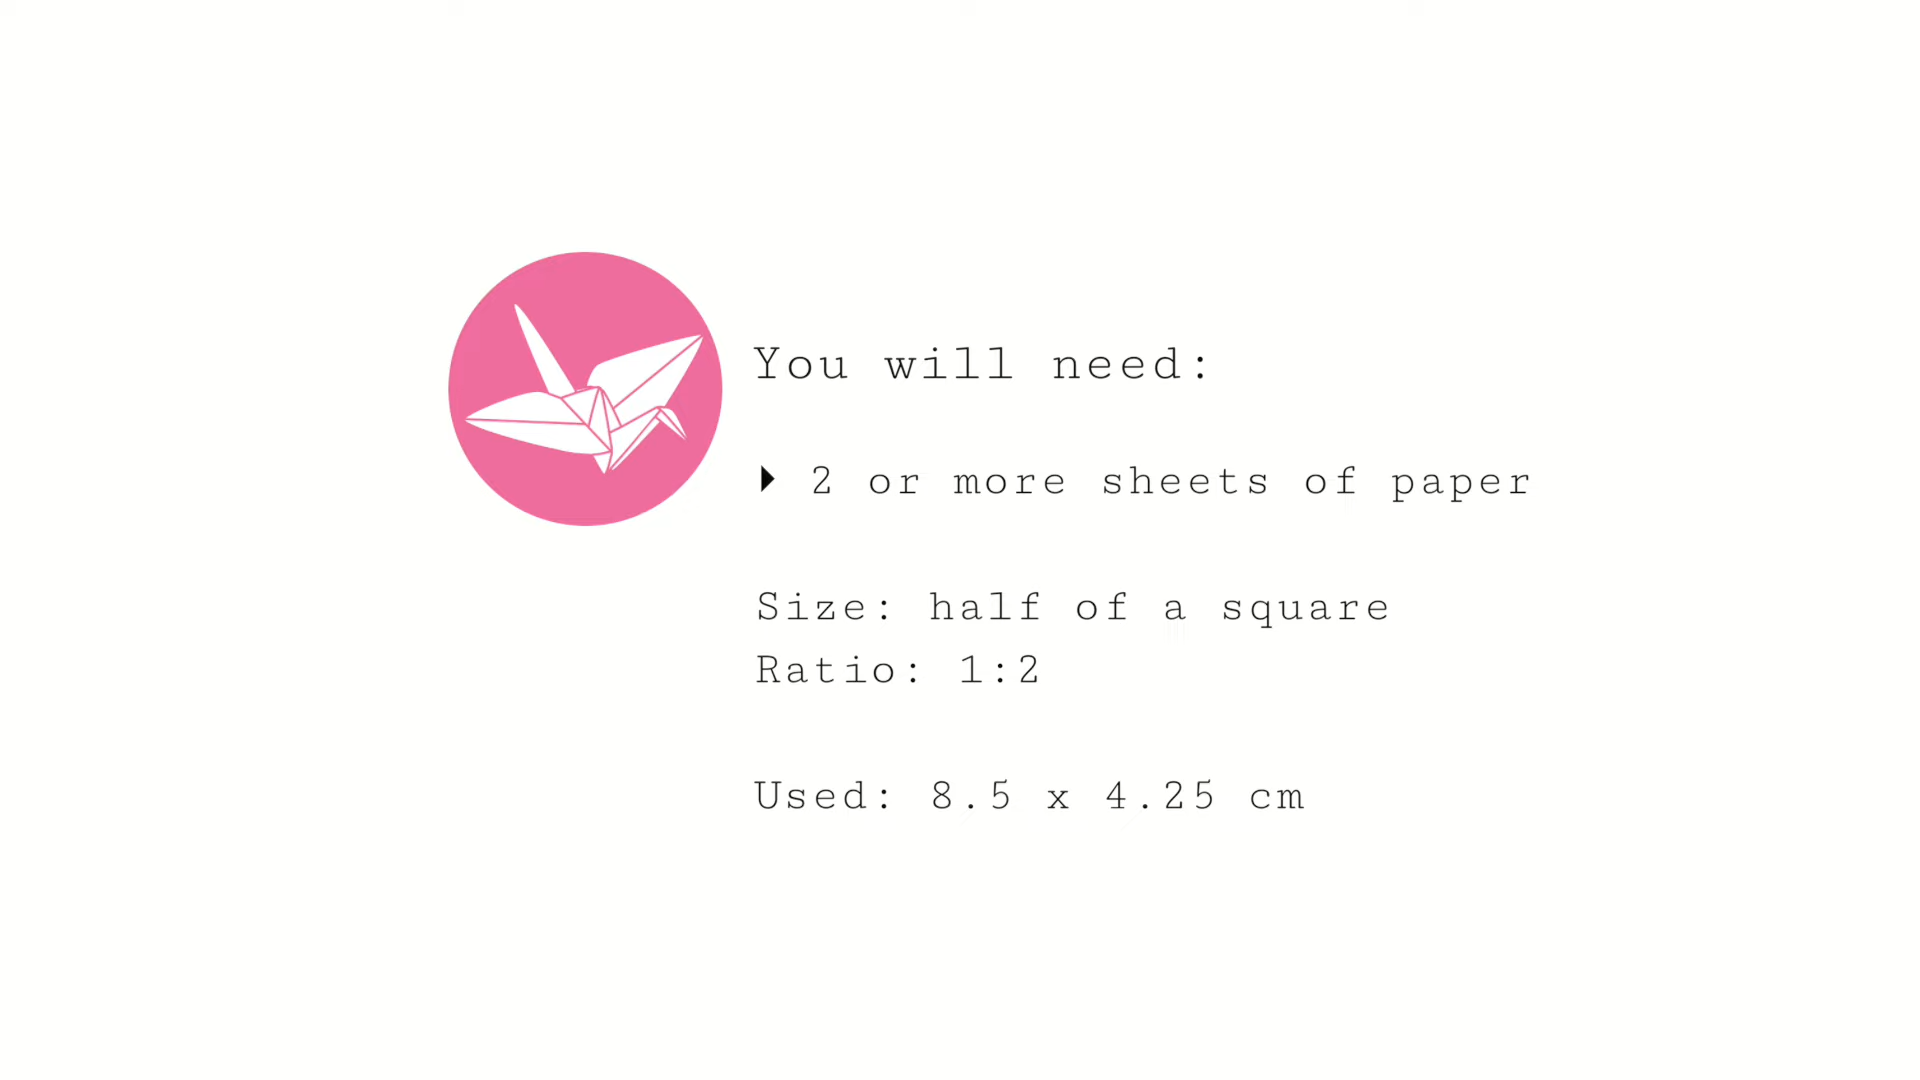 You will need:
▸ 2 or more sheets of paper
Size: half of a square
Ratio: 1:2
Used: 8.5 x 4.25 cm